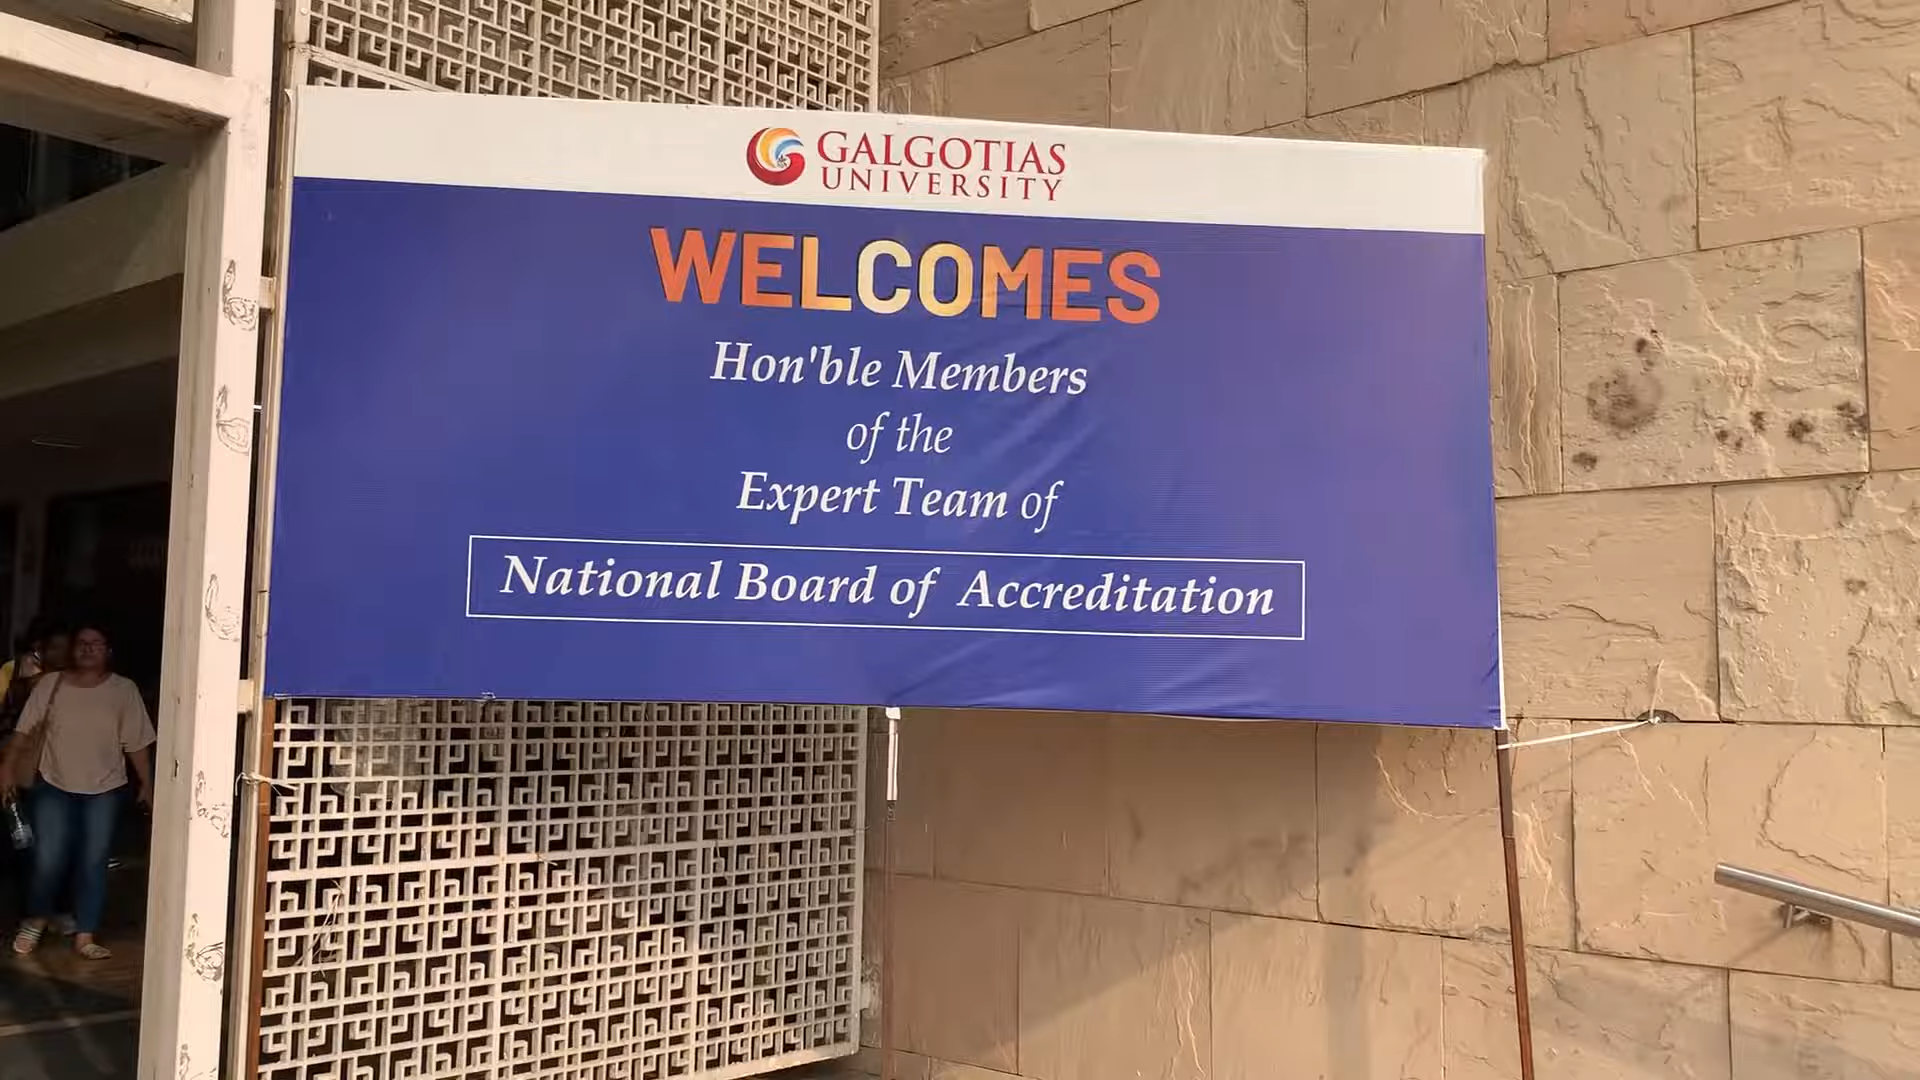 GALGOTIAS
UNIVERSITY
WELCOMES
Hon'ble Members
of the
Expert Team of
National Board of Accreditation